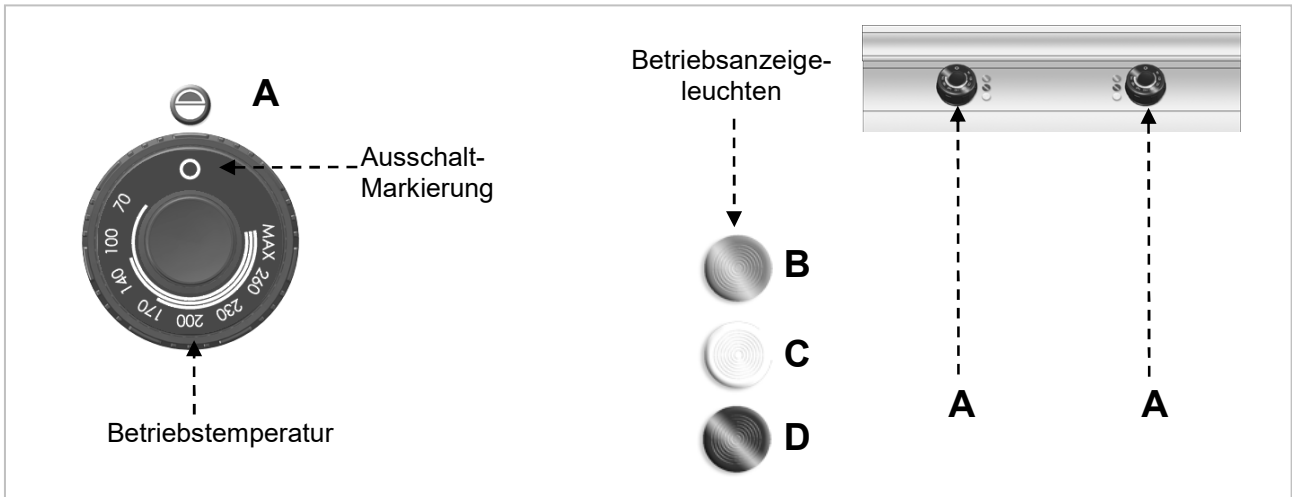 A
Ausschalt-
Markierung
O
70
100
140
170
200
230
260
MAX
Betriebstemperatur
Betriebsanzeige-
leuchten
B
C
D
A
A